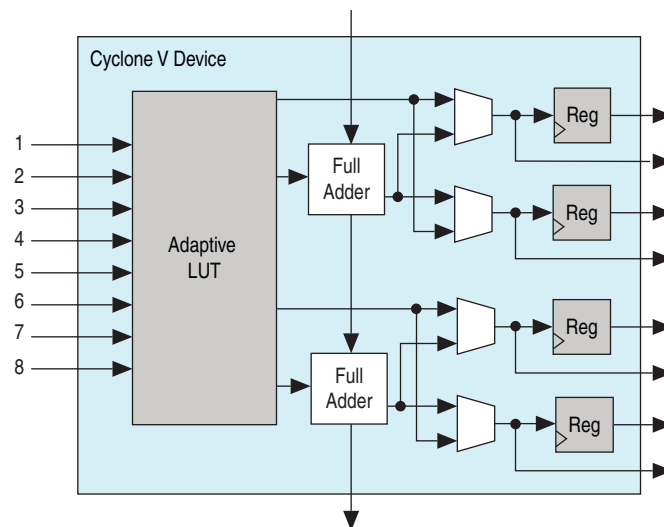 Cyclone V Device
1
2
3
4
5
6
7
8
Adaptive
LUT
Full
Adder
Full
Adder
Reg
Reg
Reg
Reg